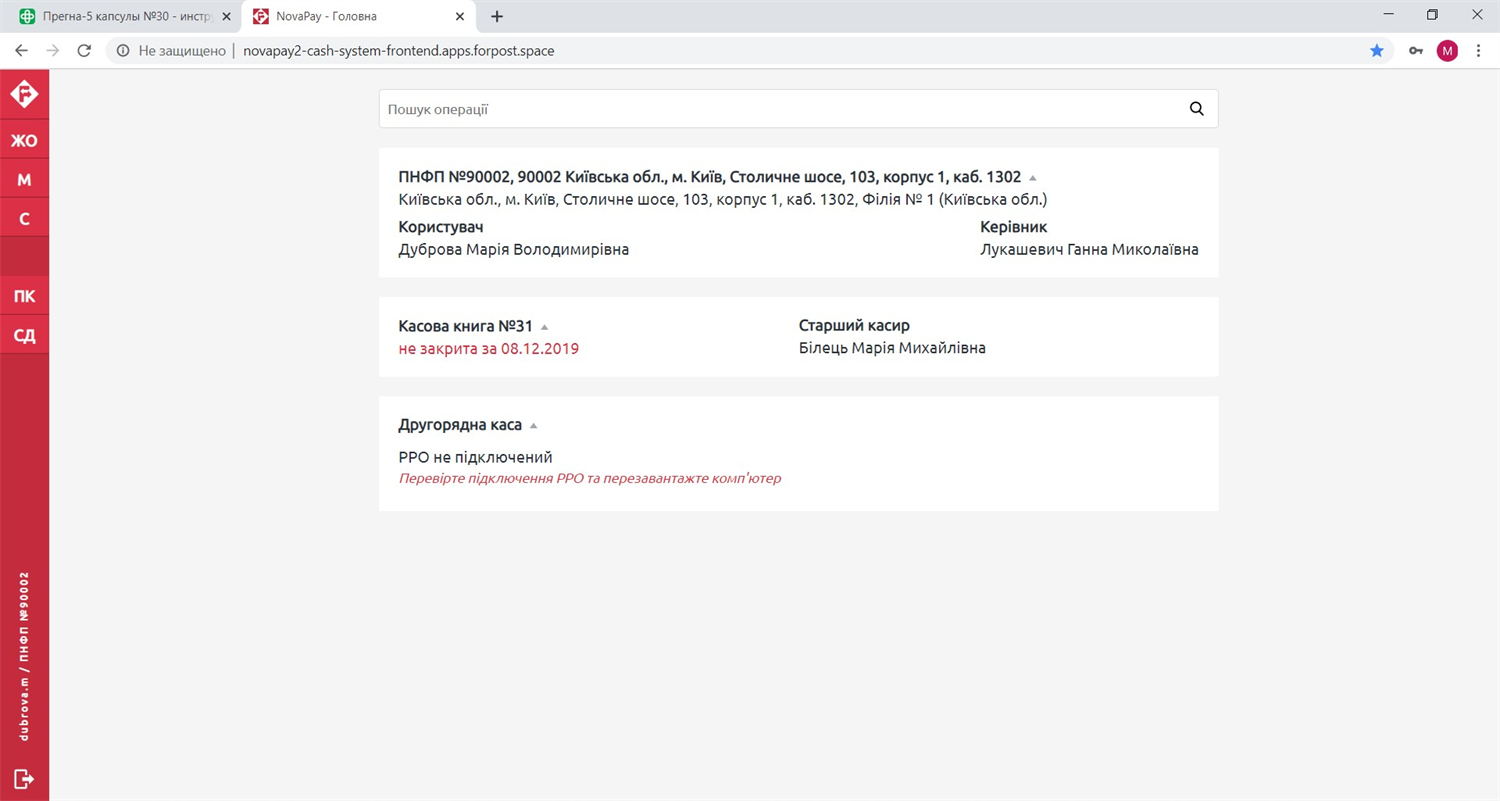 Прегна-5 капсулы №30 - инстру
NovaPay - Головна
Не защищено
novapay2-cash-system-frontend.apps.forpost.space
М
ЖО
М
С
ПК
СД
dubrova.m / ПНФП №90002
Пошук операції
ПНФП №90002, 90002 Київська обл., м. Київ, Столичне шосе, 103, корпус 1, каб. 1302
Київська обл., м. Київ, Столичне шосе, 103, корпус 1, каб. 1302, Філія № 1 (Київська обл.)
Користувач
Дуброва Марія Володимирівна
Керівник
Лукашевич Ганна Миколаївна
Касова книга №31
не закрита за 08.12.2019
Старший касир
Білець Марія Михайлівна
Другорядна каса
РРО не підключений
Перевірте підключення РРО та перезавантажте комп'ютер